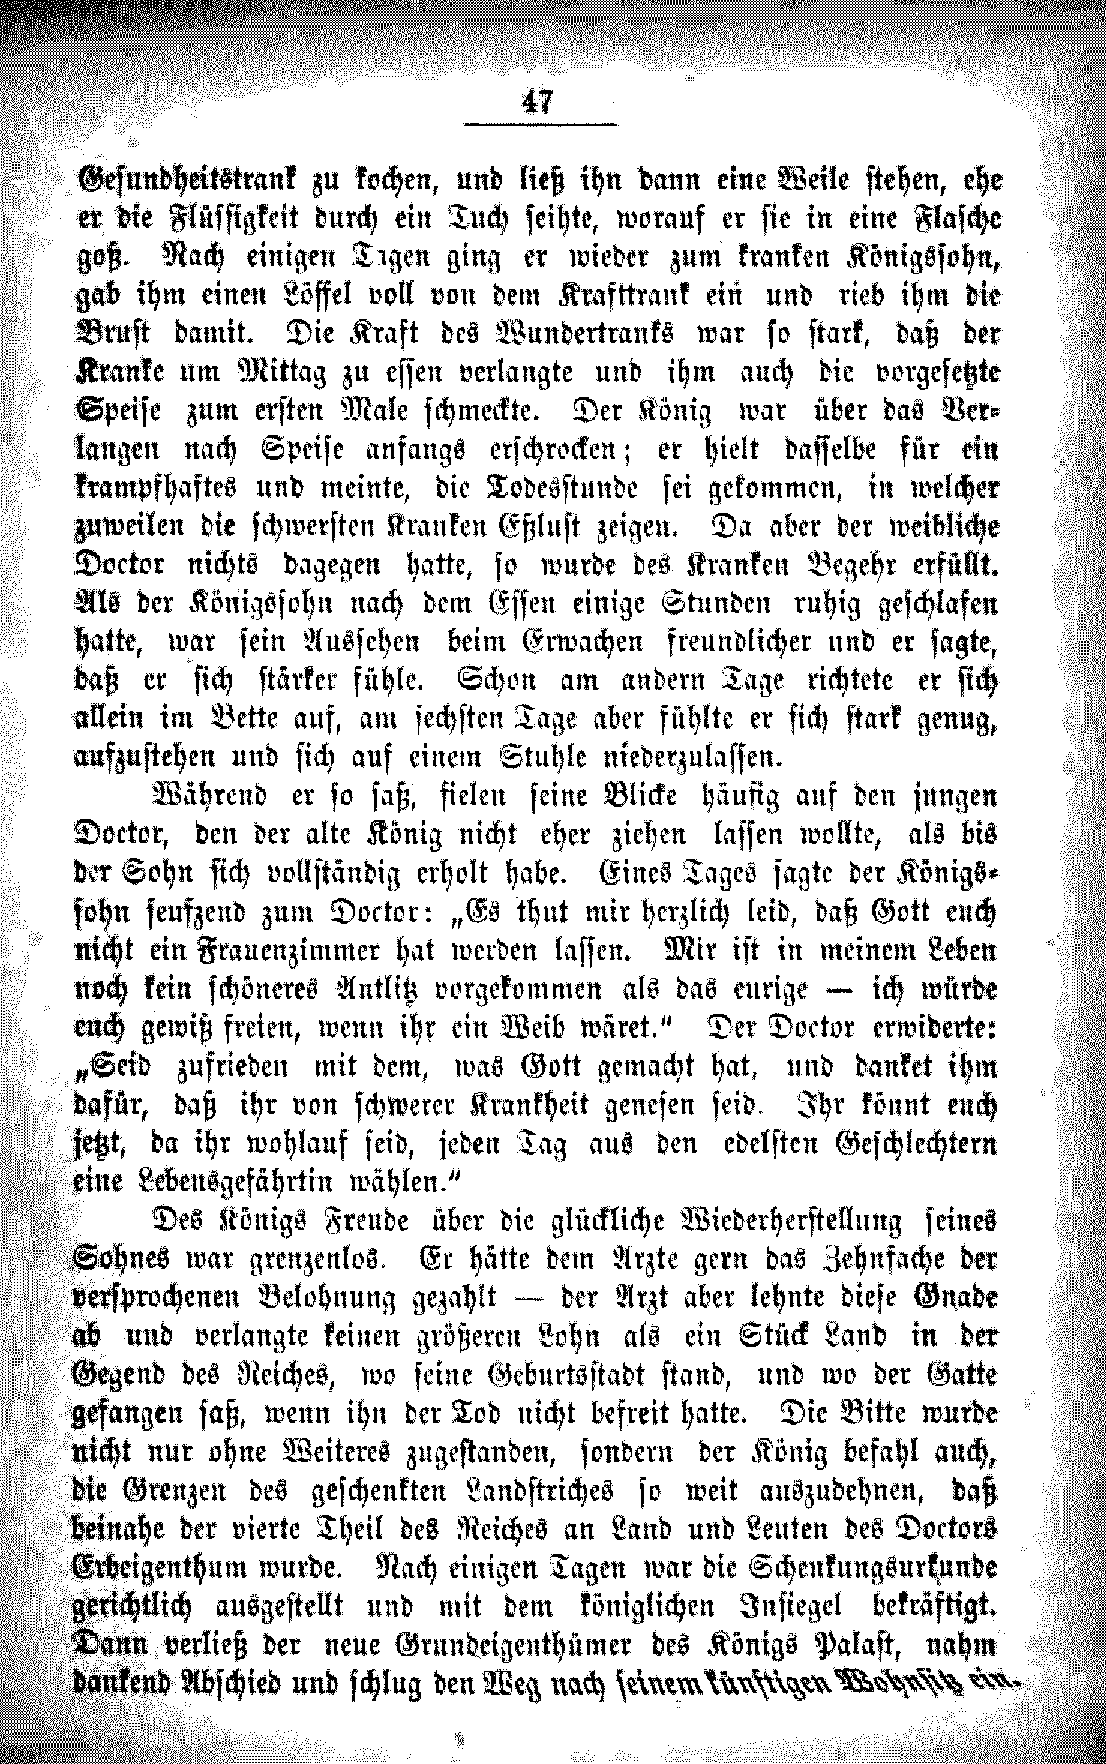 47
Gesundheitstrank zu kochen, und ließ ihn dann eine Weile stehen, ehe
er die Flüssigkeit durch ein Tuch seihte, worauf er sie in eine Flasche
goß. Nach einigen Tagen ging er wieder zum kranken Königssohn,
gab ihm einen Löffel voll von dem Krafttrank ein und rieb ihm die
Brust damit. Die Kraft des Wundertranks war so stark, daß der
Kranke um Mittag zu essen verlangte und ihm auch die vorgesetzte
Speise zum ersten Male schmeckte. Der König war über das Ver-
langen nach Speise anfangs erschrocken; er hielt dasselbe für ein
krampfhaftes und meinte, die Todesstunde sei gekommen, in welcher
zuweilen die schwersten Kranken Eßlust zeigen. Da aber der weibliche
Doctor nichts dagegen hatte, so wurde des Kranken Begehr erfüllt.
Als der Königssohn nach dem Essen einige Stunden ruhig geschlafen
hatte, war sein Aussehen beim Erwachen freundlicher und er sagte,
daß er sich stärker fühle. Schon am andern Tage richtete er sich
allein im Bette auf, am sechsten Tage aber fühlte er sich stark genug,
aufzustehen und sich auf einem Stuhle niederzulassen.
Während er so saß, fielen seine Blicke häufig auf den jungen
Doctor, den der alte König nicht eher ziehen lassen wollte, als bis
der Sohn sich vollständig erholt habe. Eines Tages sagte der Königs-
sohn seufzend zum Doctor: „Es thut mir herzlich leid, daß Gott euch
nicht ein Frauenzimmer hat werden lassen. Mir ist in meinem Leben
noch kein schöneres Antlitz vorgekommen als das eurige — ich würde
euch gewiß freien, wenn ihr ein Weib wäret.“ Der Doctor erwiderte:
„Seid zufrieden mit dem, was Gott gemacht hat, und danket ihm
dafür, daß ihr von schwerer Krankheit genesen seid. Ihr könnt euch
jetzt, da ihr wohlauf seid, jeden Tag aus den edelsten Geschlechtern
eine Lebensgefährtin wählen.“
Des Königs Freude über die glückliche Wiederherstellung seines
Sohnes war grenzenlos. Er hätte dem Arzte gern das Zehnfache der
versprochenen Belohnung gezahlt — der Arzt aber lehnte diese Gnade
ab und verlangte keinen größeren Lohn als ein Stück Land in der
Gegend des Reiches, wo seine Geburtsstadt stand, und wo der Gatte
gefangen saß, wenn ihn der Tod nicht befreit hatte. Die Bitte wurde
nicht nur ohne Weiteres zugestanden, sondern der König befahl auch,
die Grenzen des geschenkten Landstriches so weit auszudehnen, daß
beinahe der vierte Theil des Reiches an Land und Leuten des Doctors
Erbeigenthum wurde. Nach einigen Tagen war die Schenkungsurkunde
gerichtlich ausgestellt und mit dem königlichen Insiegel bekräftigt.
Dann verließ der neue Grundeigenthümer des Königs Palast, nahm
dankend Abschied und schlug den Weg nach seinem künftigen Wohnsitz ein.